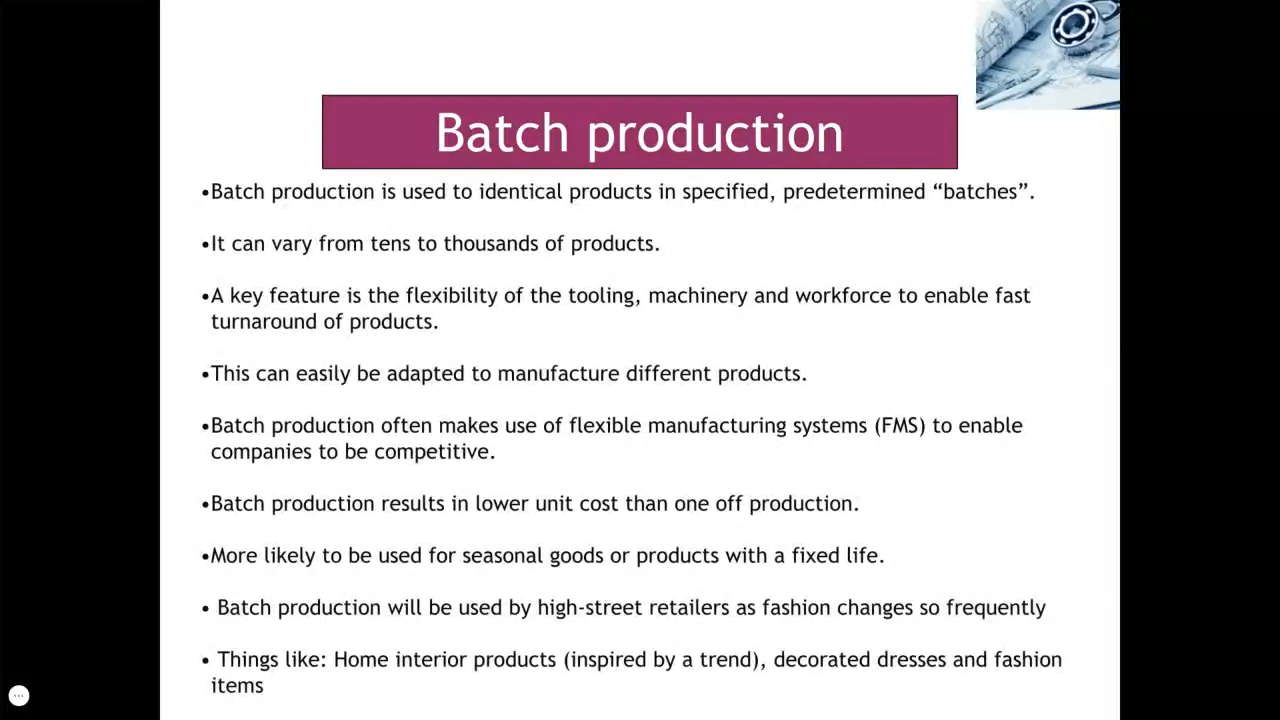 Batch production
•Batch production is used to identical products in specified, predetermined “batches”.
•It can vary from tens to thousands of products.
•A key feature is the flexibility of the tooling, machinery and workforce to enable fast
turnaround of products.
•This can easily be adapted to manufacture different products.
•Batch production often makes use of flexible manufacturing systems (FMS) to enable
companies to be competitive.
•Batch production results in lower unit cost than one off production.
•More likely to be used for seasonal goods or products with a fixed life.
• Batch production will be used by high-street retailers as fashion changes so frequently
• Things like: Home interior products (inspired by a trend), decorated dresses and fashion
items